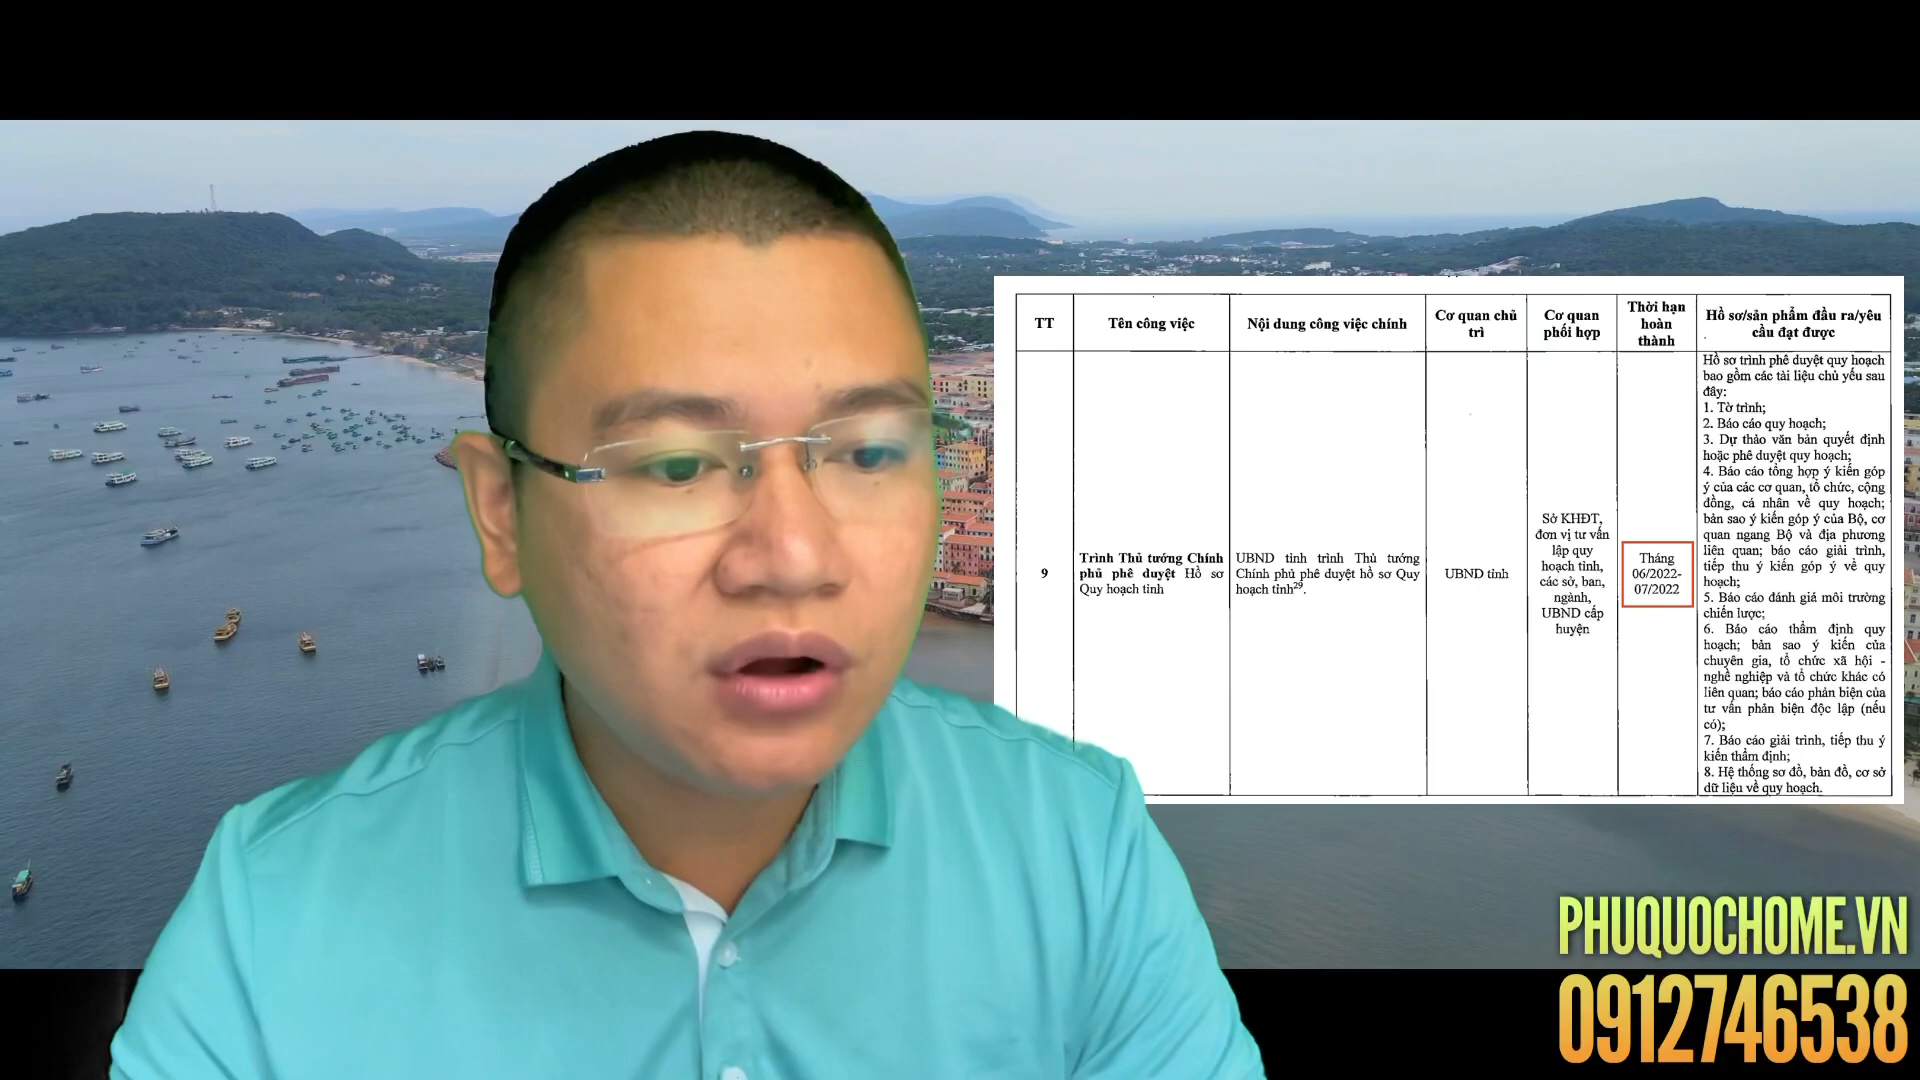 TT
Tên công việc
Nội dung công việc chính
Cơ quan chủ
trì
Cơ quan
phối hợp
Thời hạn
hoàn
thành
Hồ sơ/sản phẩm đầu ra/yêu
cầu đạt được
9
Trình Thủ tướng Chính
phủ phê duyệt Hồ sơ
Quy hoạch tỉnh
UBND tỉnh trình Thủ tướng
Chính phủ phê duyệt hồ sơ Quy
hoạch tỉnh²⁹.
UBND tỉnh
Sở KHĐT,
đơn vị tư vấn
lập quy
hoạch tỉnh,
các sở, ban,
ngành,
UBND cấp
huyện
Tháng
06/2022-
07/2022
Hồ sơ trình phê duyệt quy hoạch
bao gồm các tài liệu chủ yếu sau
đây:
1. Tờ trình;
2. Báo cáo quy hoạch;
3. Dự thảo văn bản quyết định
hoặc phê duyệt quy hoạch;
4. Báo cáo tổng hợp ý kiến góp
ý của các cơ quan, tổ chức, cộng
đồng, cá nhân về quy hoạch;
bản sao ý kiến góp ý của Bộ, cơ
quan ngang Bộ và địa phương
liên quan; báo cáo giải trình,
tiếp thu ý kiến góp ý về quy
hoạch;
5. Báo cáo đánh giá môi trường
chiến lược;
6. Báo cáo thẩm định quy
hoạch; bản sao ý kiến của
chuyên gia, tổ chức xã hội -
nghề nghiệp và tổ chức khác có
liên quan; báo cáo phản biện của
tư vấn phản biện độc lập (nếu
có);
7. Báo cáo giải trình, tiếp thu ý
kiến thẩm định;
8. Hệ thống sơ đồ, bản đồ, cơ sở
dữ liệu về quy hoạch.
PHUQUOCHOME.VN
0912746538